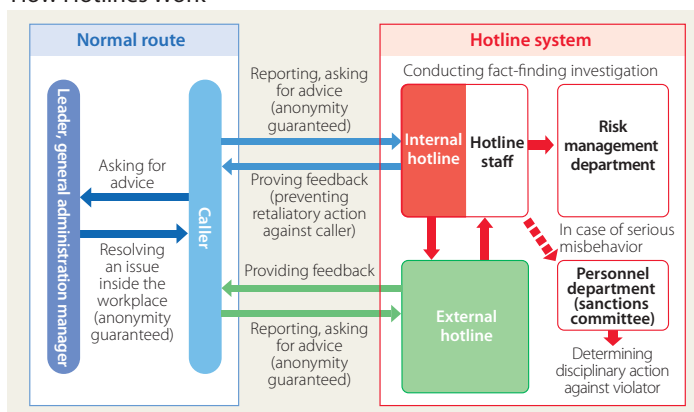 How Hotlines Work
Normal route
Hotline system
Leader, general administration manager
Asking for
advice
Resolving
an issue
inside the
workplace
(anonymity
guaranteed)
Caller
Reporting, asking
for advice
(anonymity
guaranteed)
Proving feedback
(preventing
retaliatory action
against caller)
Providing feedback
Reporting, asking
for advice
(anonymity
guaranteed)
Conducting fact-finding investigation
Internal
hotline
Hotline
staff
Risk
management
department
In case of serious
misbehavior
External
hotline
Personnel
department
(sanctions
committee)
Determining
disciplinary action
against violator